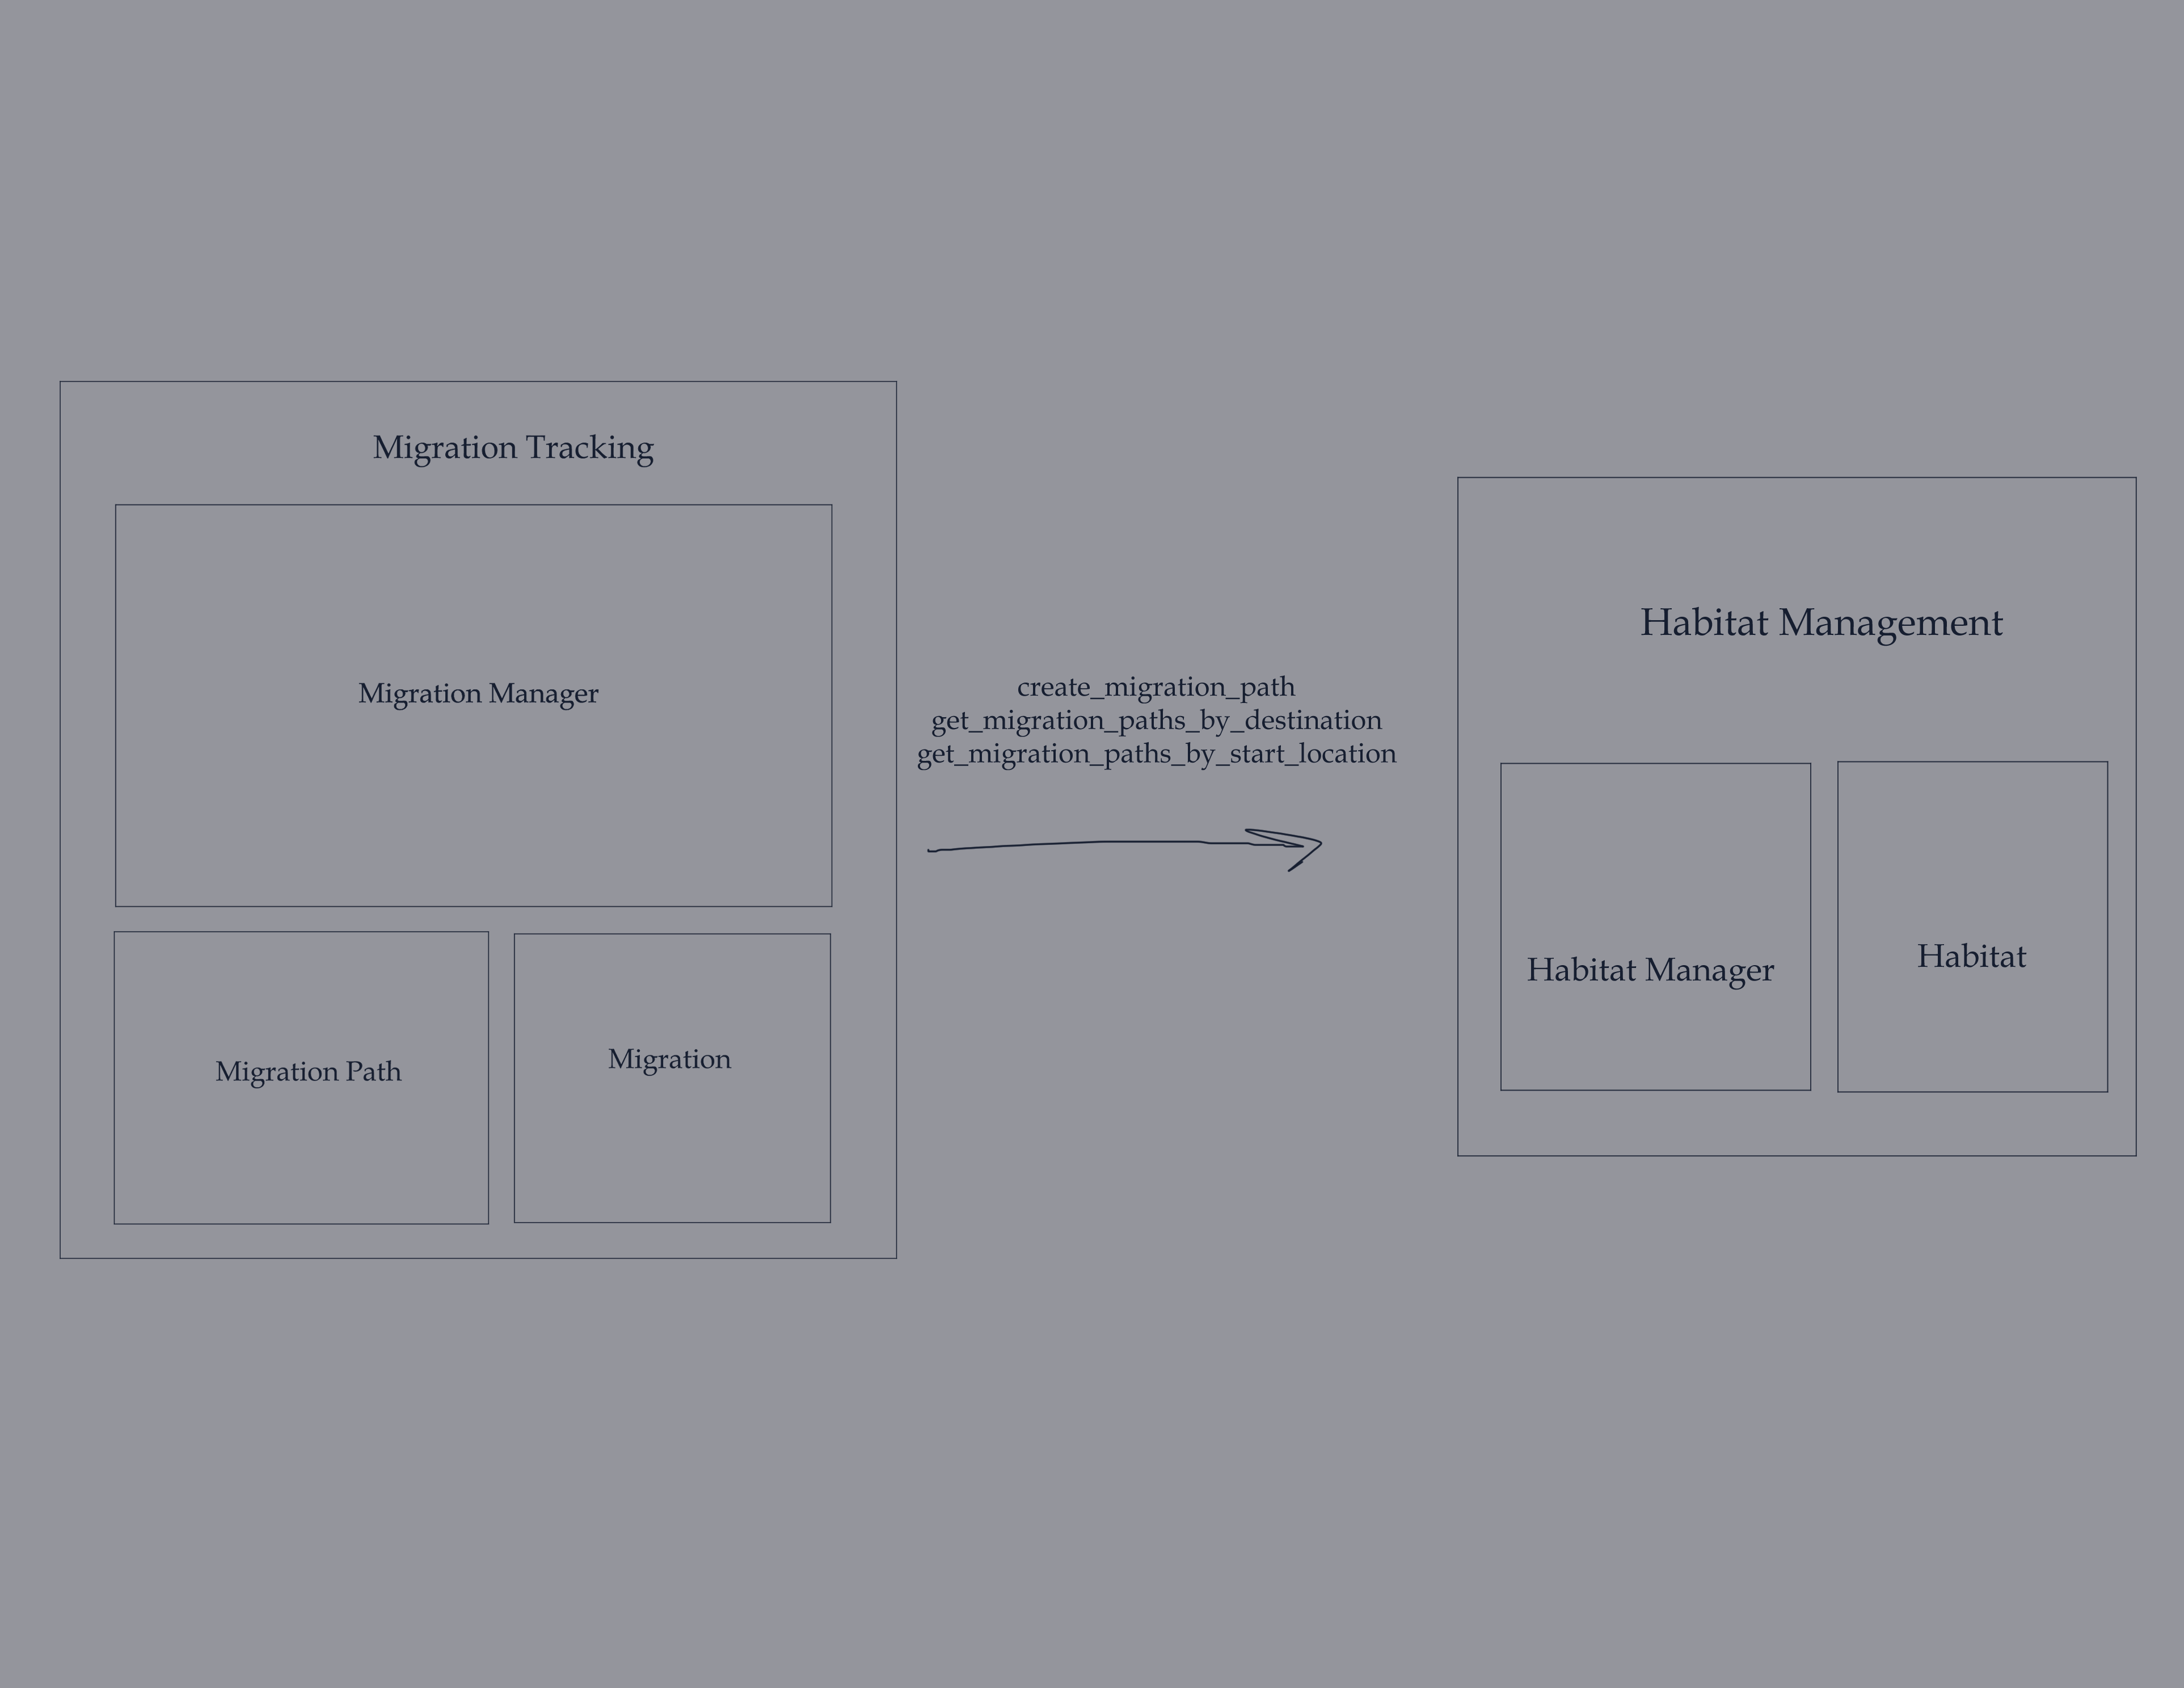 Migration Tracking
Migration Manager
Migration Path
Migration
create_migration_path
get_migration_paths_by_destination
get_migration_paths_by_start_location
Habitat Management
Habitat Manager
Habitat